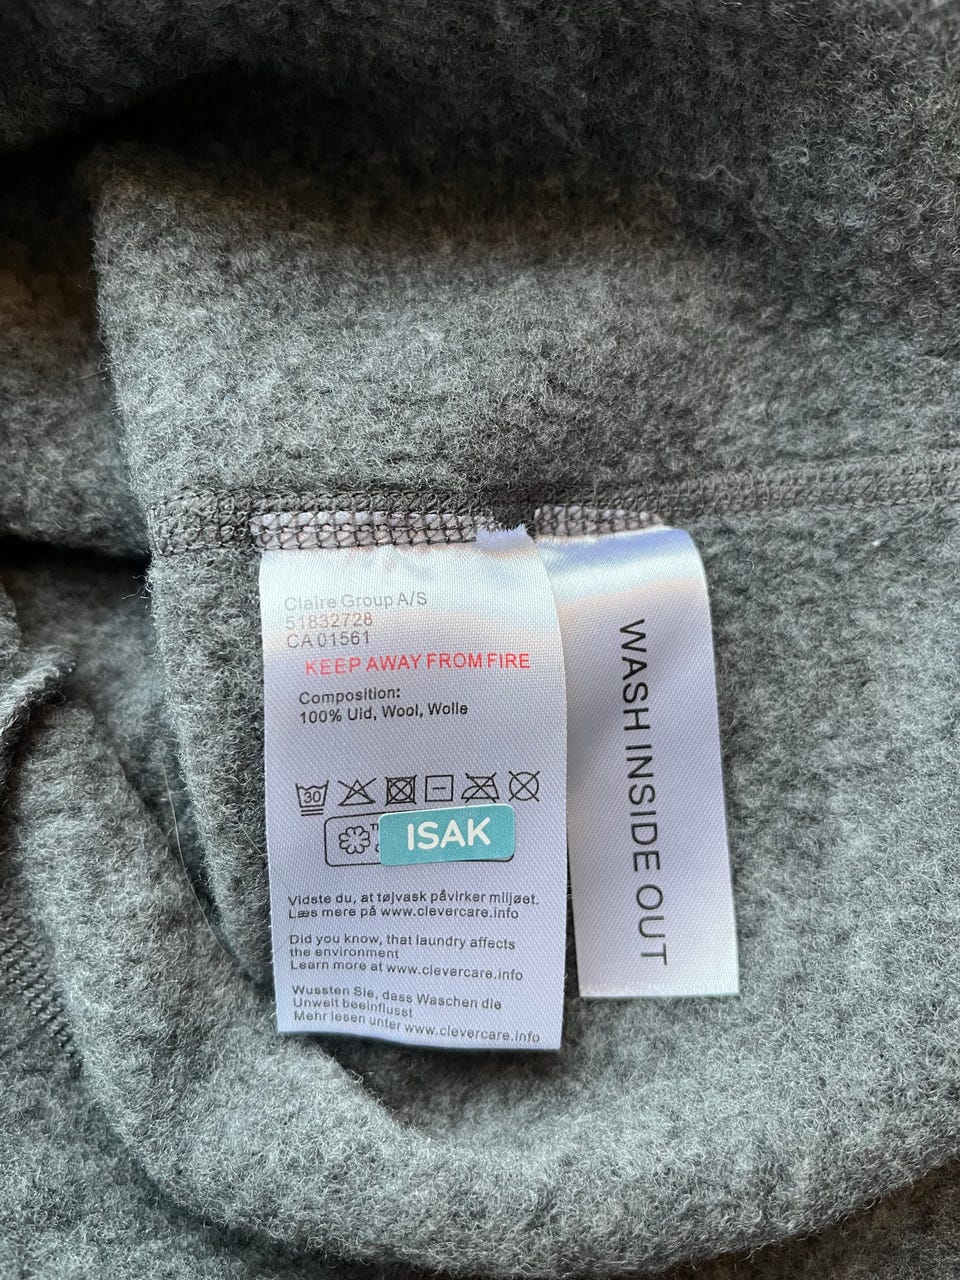 Claire Group A/S
51832728
CA 01561
KEEP AWAY FROM FIRE
Composition:
100% Uld, Wool, Wolle
30
ISAK
Vidste du, at tøjvask påvirker miljøet.
Læs mere på www.clevercare.info
Did you know, that laundry affects
the environment
Learn more at www.clevercare.info
Wussten Sie, dass Waschen die
Unwelt beeinflusst
Mehr lesen unter www.clevercare.info
WASH INSIDE OUT